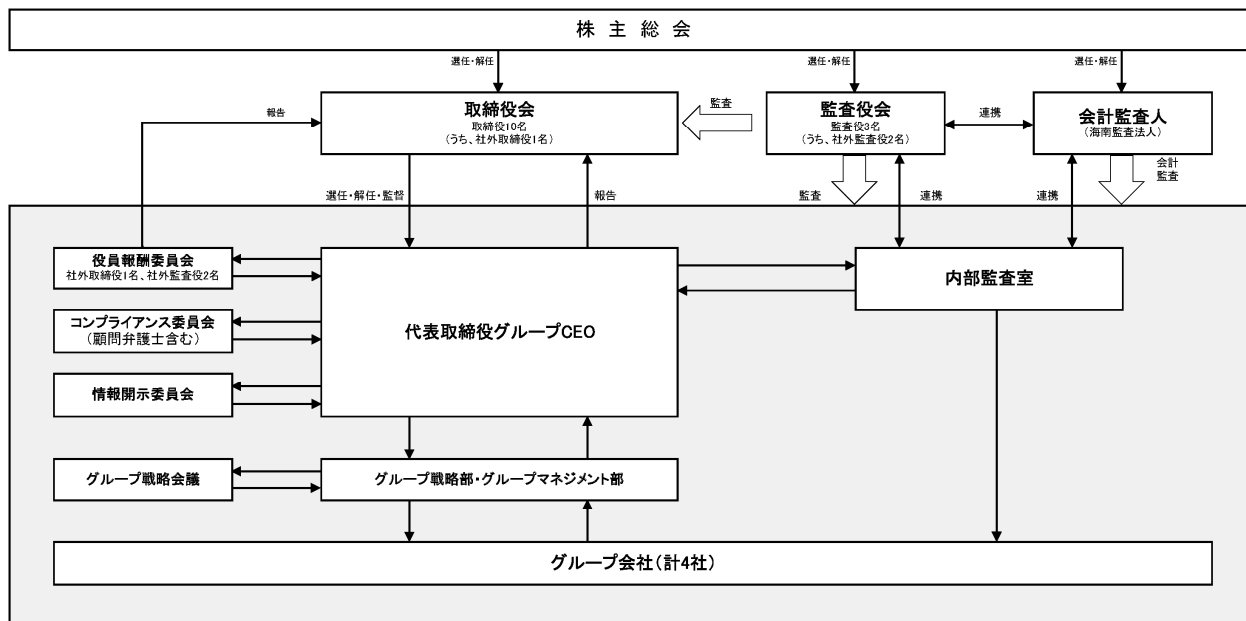 株主総会
選任・解任
選任・解任
選任・解任
報告
取締役会
取締役10名
(うち、社外取締役1名)
監査
監査役会
監査役3名
(うち、社外監査役2名)
連携
会計監査人
(海南監査法人)
選任・解任・監督
報告
監査
連携
連携
会計
監査
役員報酬委員会
社外取締役1名、社外監査役2名
コンプライアンス委員会
(顧問弁護士含む)
情報開示委員会
代表取締役グループCEO
内部監査室
グループ戦略会議
グループ戦略部・グループマネジメント部
グループ会社(計4社)